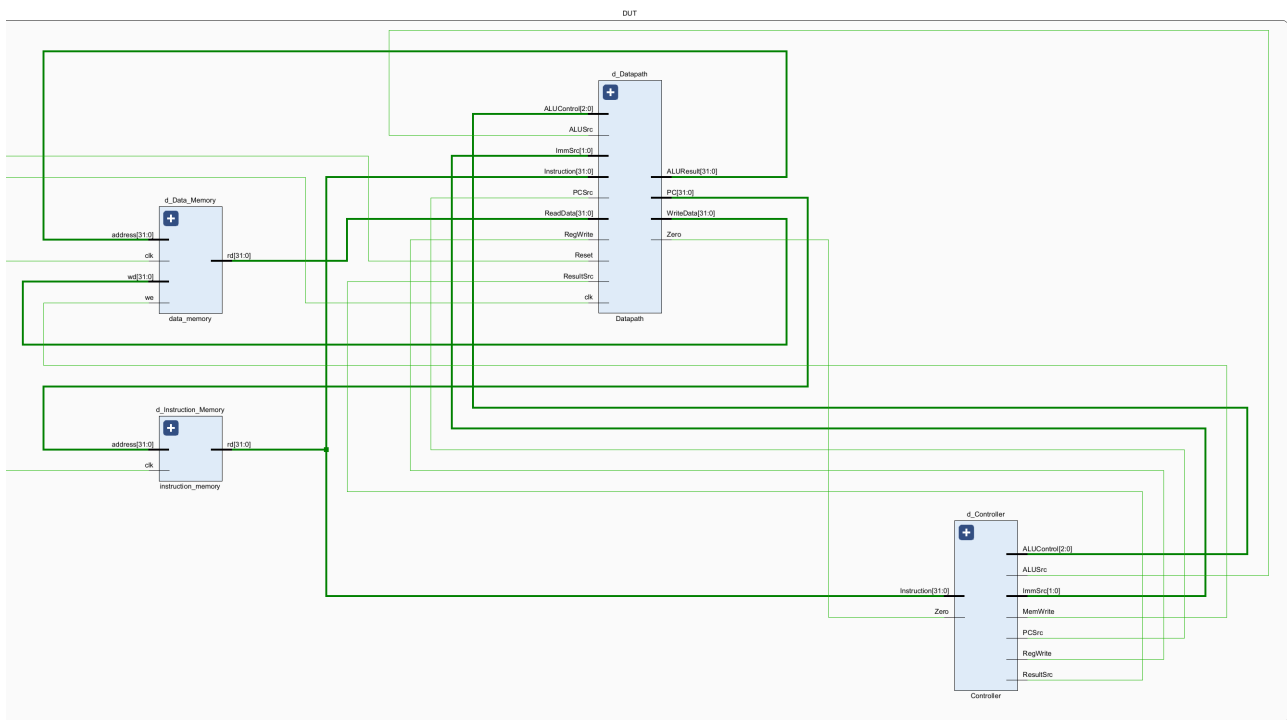 DUT
d_Datapath
ALUControl[2:0]
ALUSrc
ImmSrc[1:0]
Instruction[31:0]
PCSrc
ReadData[31:0]
RegWrite
Reset
ResultSrc
clk
ALUResult[31:0]
PC[31:0]
WriteData[31:0]
Zero
Datapath
d_Data_Memory
address[31:0]
clk
wd[31:0]
we
rd[31:0]
data_memory
d_Instruction_Memory
address[31:0]
clk
rd[31:0]
instruction_memory
d_Controller
Instruction[31:0]
Zero
ALUControl[2:0]
ALUSrc
ImmSrc[1:0]
MemWrite
PCSrc
RegWrite
ResultSrc
Controller